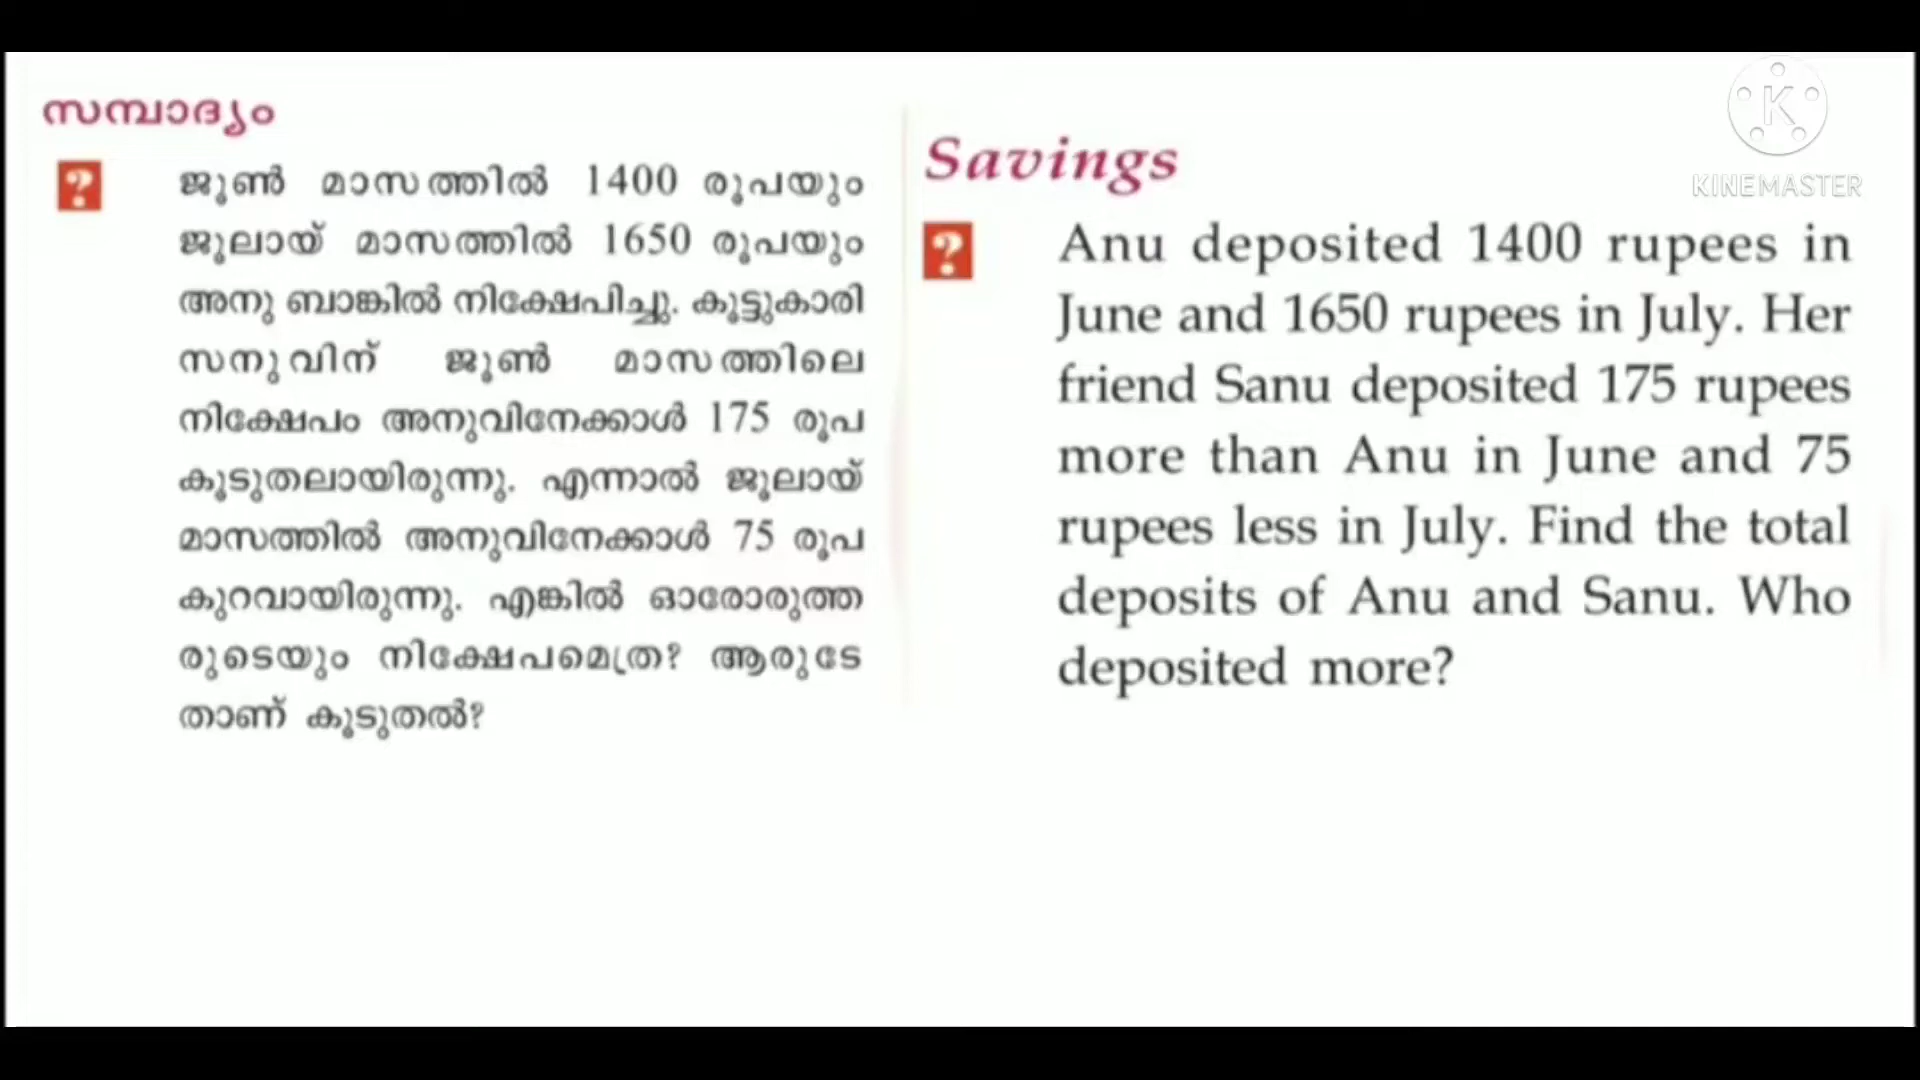 സമ്പാദ്യം
? ജൂൺ മാസത്തിൽ 1400 രൂപയും
ജൂലായ് മാസത്തിൽ 1650 രൂപയും
അനു ബാങ്കിൽ നിക്ഷേപിച്ചു. കൂട്ടുകാരി
സനുവിന് ജൂൺ മാസത്തിലെ
നിക്ഷേപം അനുവിനേക്കാൾ 175 രൂപ
കൂടുതലായിരുന്നു. എന്നാൽ ജൂലായ്
മാസത്തിൽ അനുവിനേക്കാൾ 75 രൂപ
കുറവായിരുന്നു. എങ്കിൽ ഓരോരുത്ത
രുടെയും നിക്ഷേപമെത്ര? ആരുടേ
താണ് കൂടുതൽ?
Savings
? Anu deposited 1400 rupees in
June and 1650 rupees in July. Her
friend Sanu deposited 175 rupees
more than Anu in June and 75
rupees less in July. Find the total
deposits of Anu and Sanu. Who
deposited more?
K
KINEMASTER